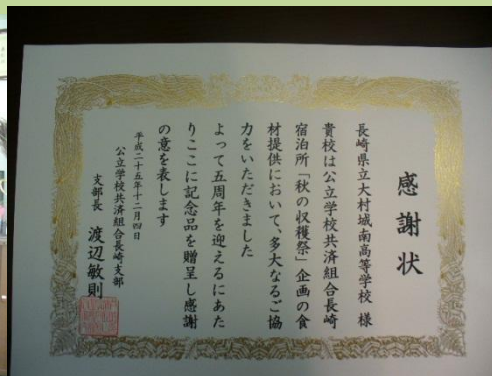 感謝状
長崎県立大村城南高等学校 様
貴校は公立学校共済組合長崎
宿泊所「秋の収穫祭」企画の食
材提供において、多大なるご協
力をいただきました
よって五周年を迎えるにあた
りここに記念品を贈呈し感謝
の意を表します
平成二十五年十二月四日
公立学校共済組合長崎支部
支部長 渡辺敏則